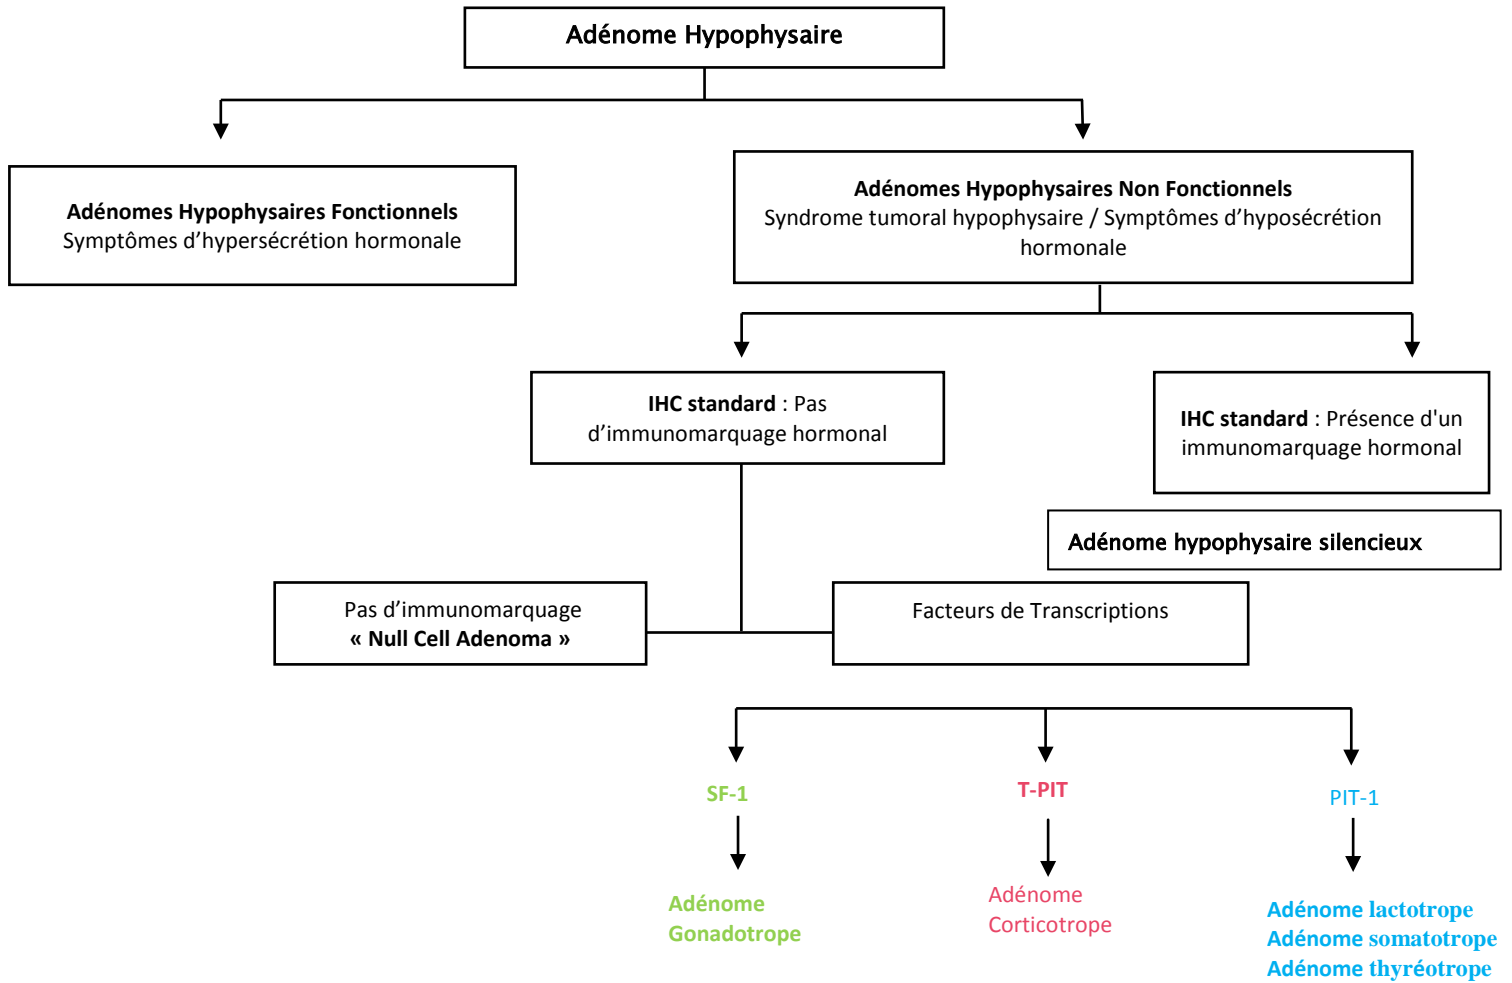 Adénome Hypophysaire
Adénomes Hypophysaires Fonctionnels
Symptômes d’hypersécrétion hormonale
Adénomes Hypophysaires Non Fonctionnels
Syndrome tumoral hypophysaire / Symptômes d’hyposécrétion
hormonale
IHC standard : Pas
d’immunomarquage hormonal
IHC standard : Présence d'un
immunomarquage hormonal
Adénome hypophysaire silencieux
Pas d’immunomarquage
« Null Cell Adenoma »
Facteurs de Transcriptions
SF-1
T-PIT
PIT-1
Adénome
Gonadotrope
Adénome
Corticotrope
Adénome lactotrope
Adénome somatotrope
Adénome thyréotrope